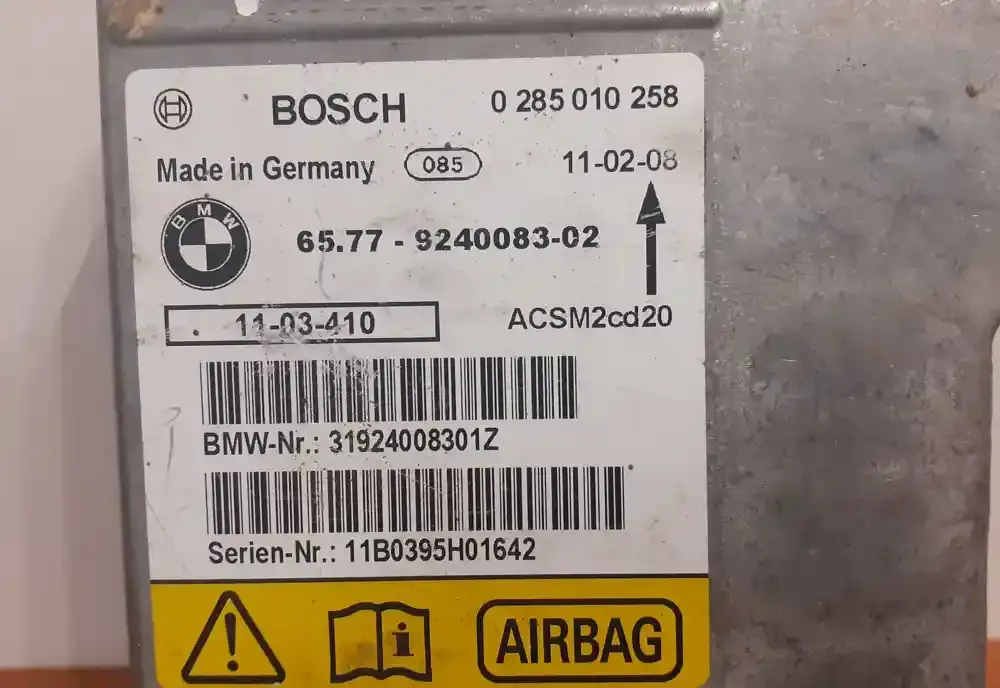 BOSCH 0 285 010 258
Made in Germany 085 11-02-08
BMW
65.77 - 9240083-02
11-03-410 ACSM2cd20
BMW-Nr.: 31924008301Z
Serien-Nr.: 11B0395H01642
! i AIRBAG